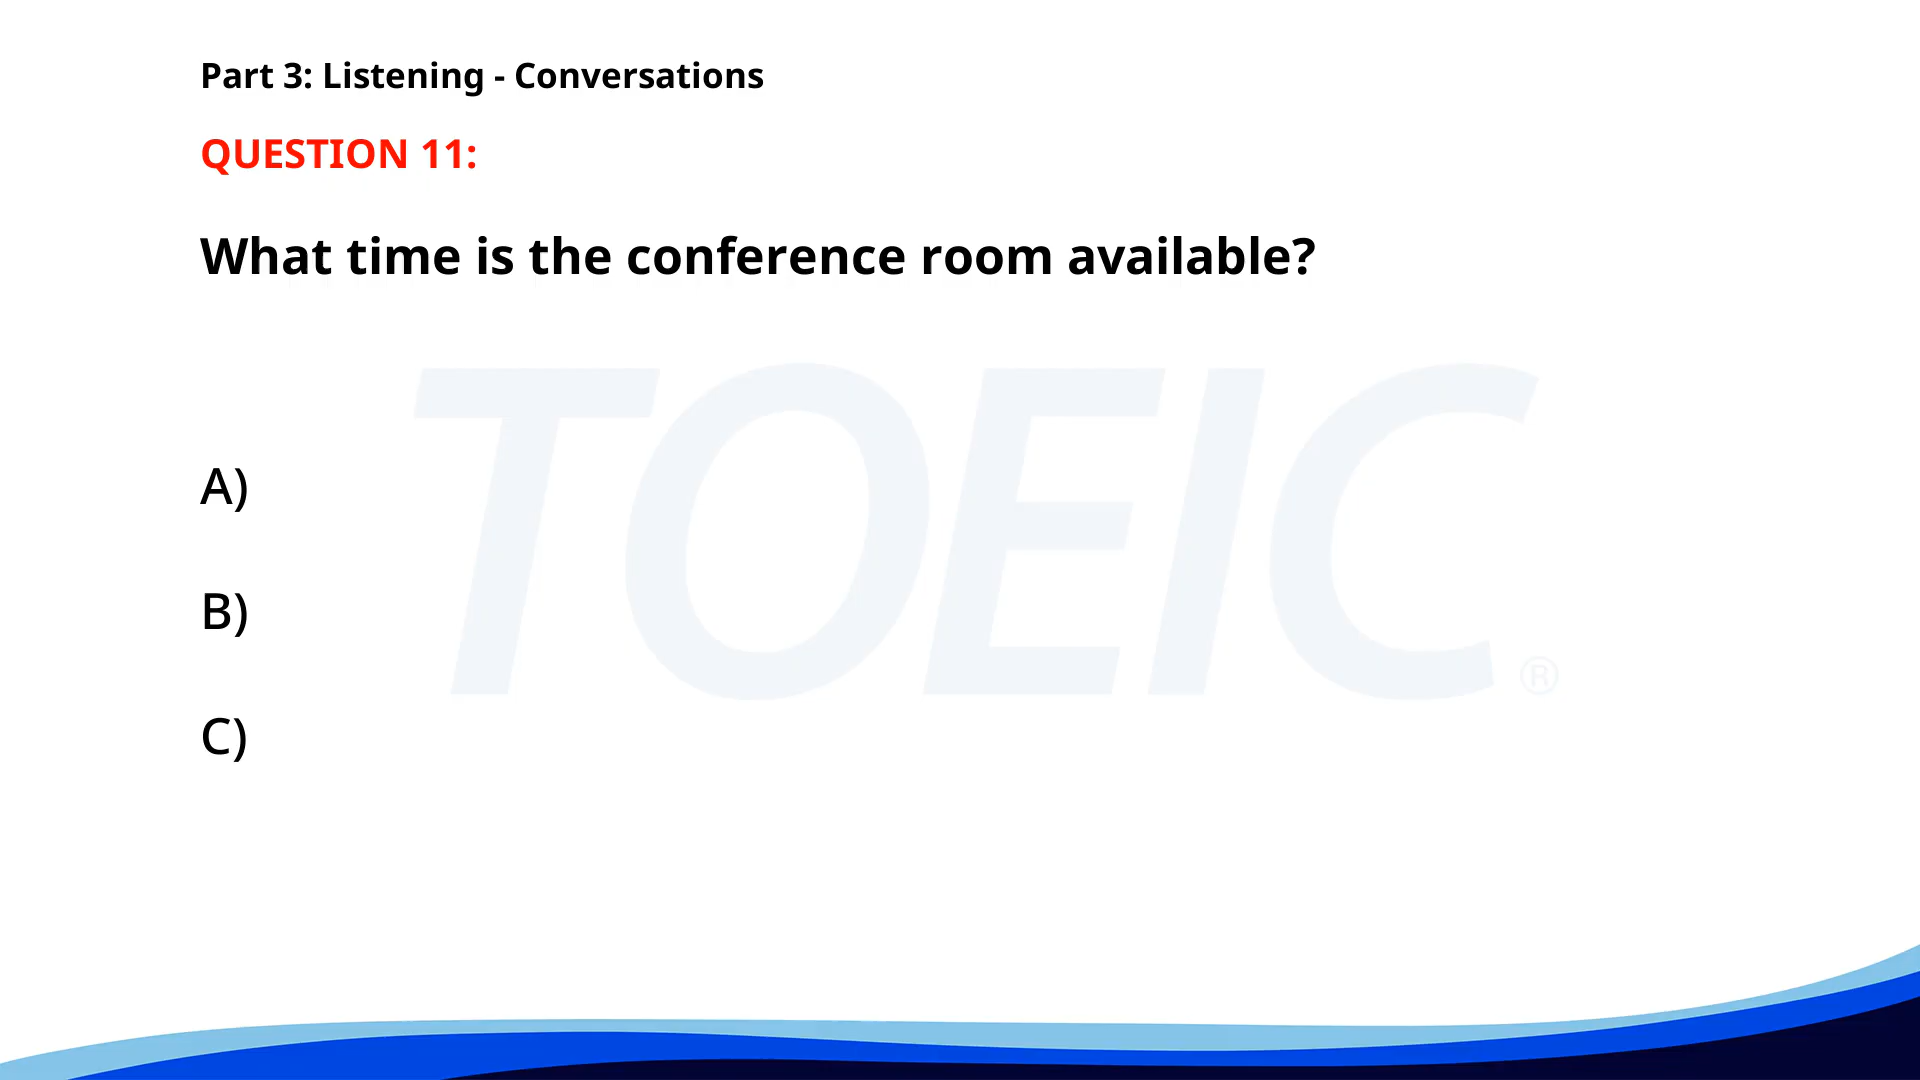 Part 3: Listening - Conversations
QUESTION 11:
What time is the conference room available?
TOEIC®
A)
B)
C)